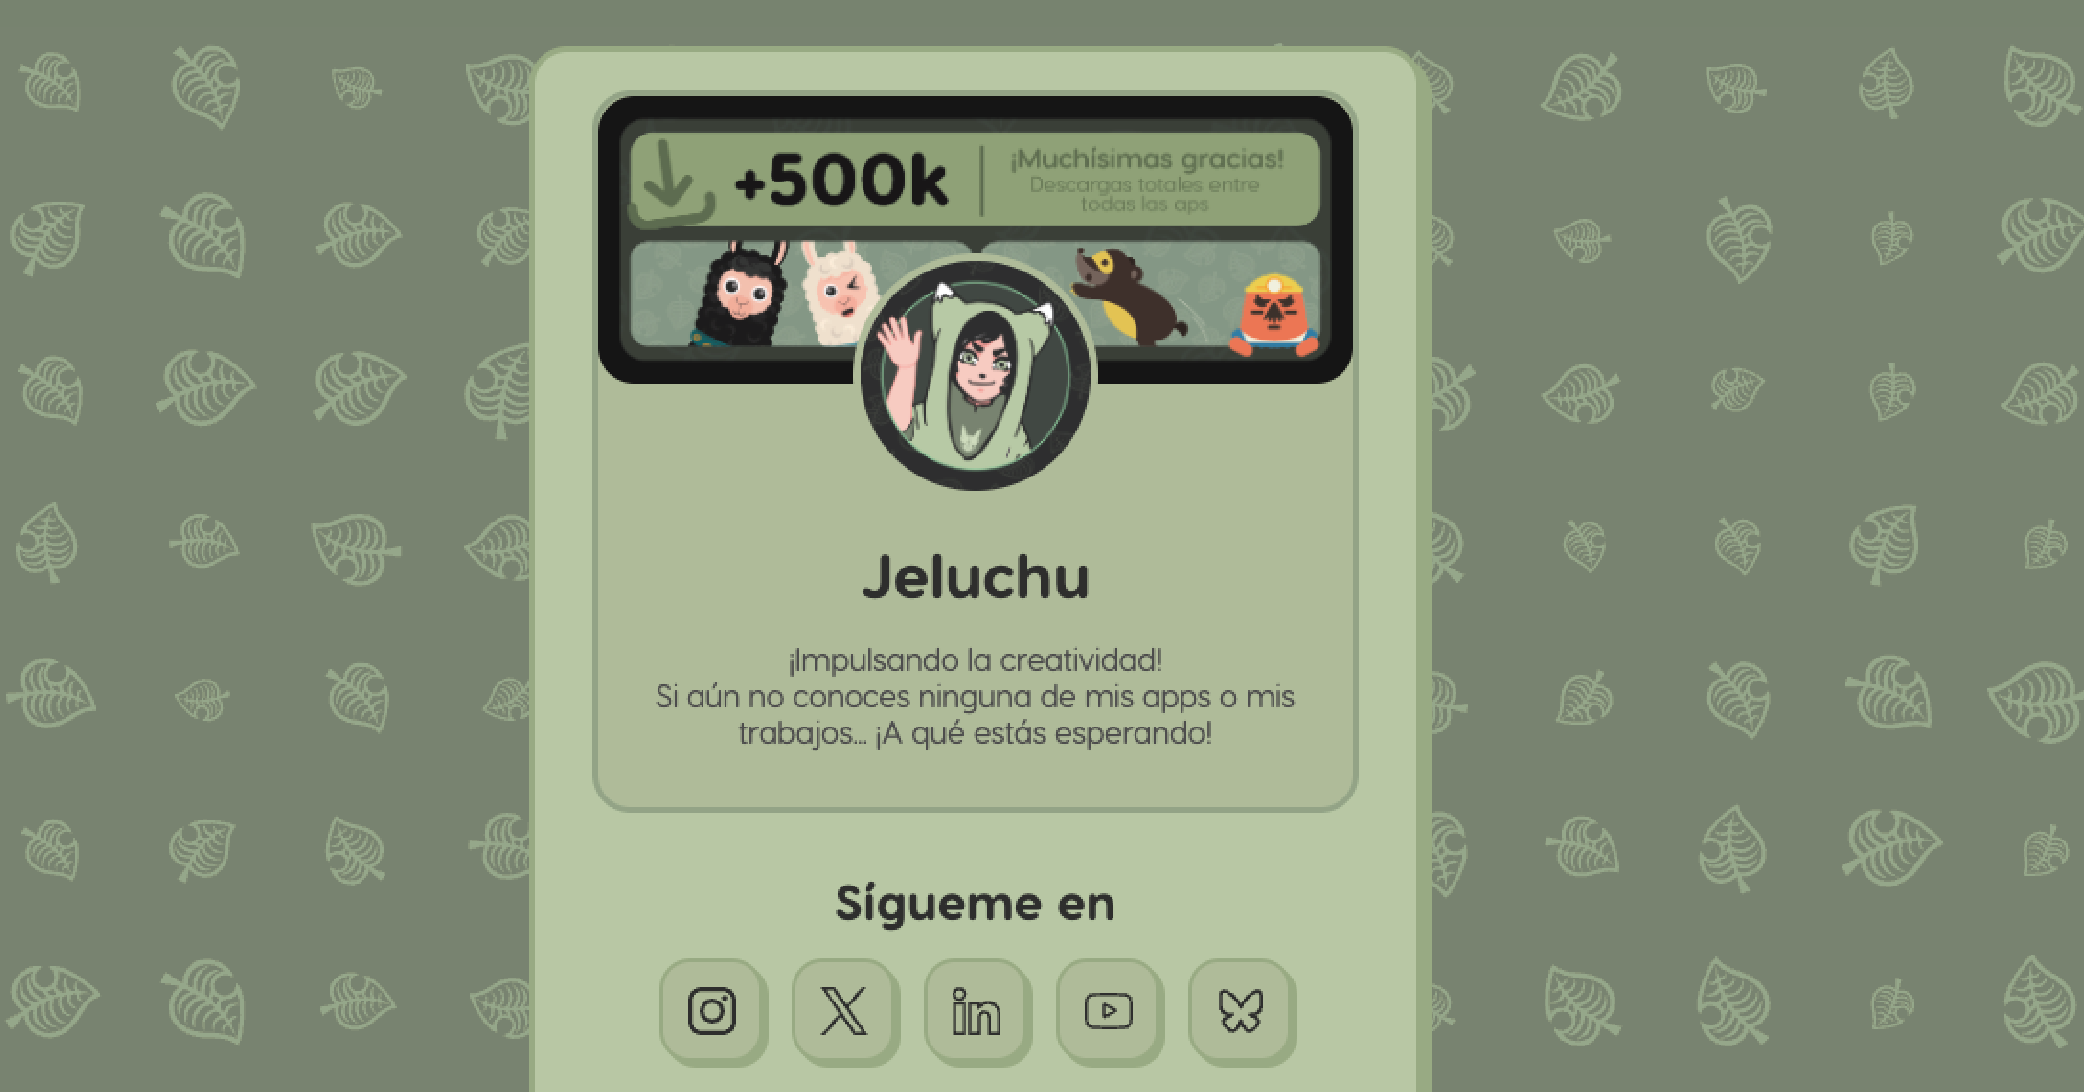 +500k
¡Muchísimas gracias!
Descargas totales entre
todas las aps
Jeluchu
¡Impulsando la creatividad!
Si aún no conoces ninguna de mis apps o mis
trabajos... ¡A qué estás esperando!
Sígueme en